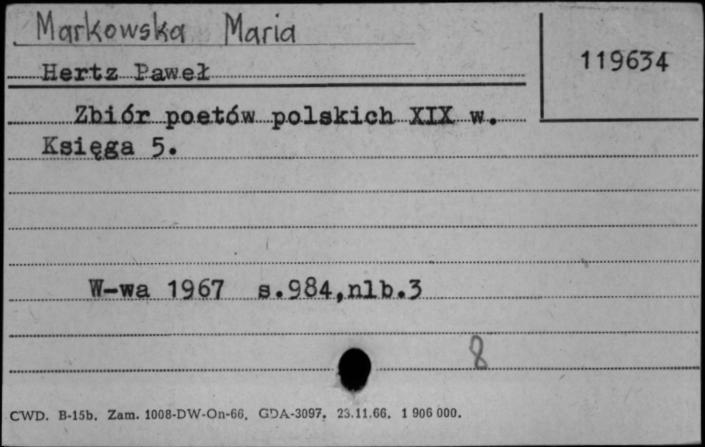 Markowska Maria
Hertz Paweł
119634
Zbiór poetów polskich XIX w.
Księga 5.
W-wa 1967 s.984,nlb.3
8
CWD. B-15b. Zam. 1008-DW-On-66. GDA-3097. 23.11.66. 1 906 000.